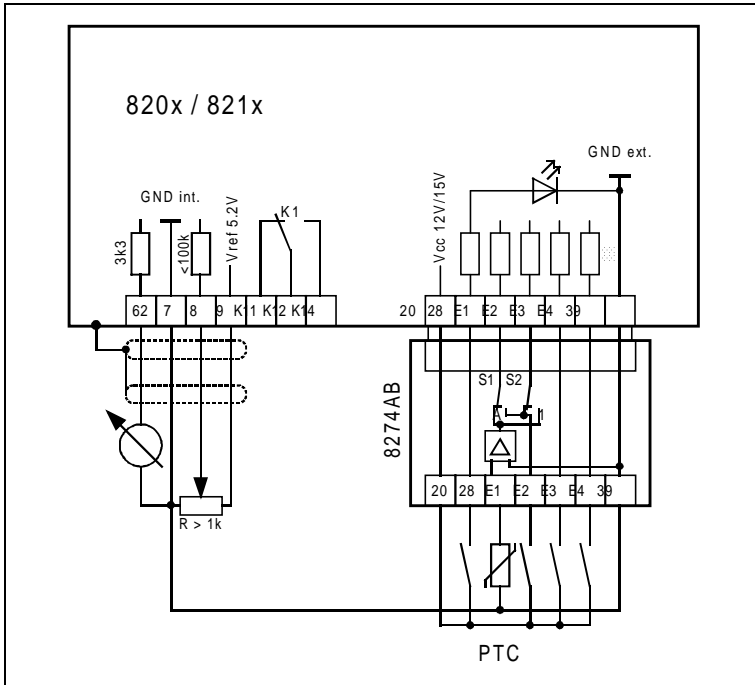 820x / 821x
GND ext.
GND int.
3k3
<100k
Vref 5.2V
K1
Vcc 12V/15V
62 7 8 9 K11 K12 K14
20 28 E1 E2 E3 E4 39
S1 S2
8274AB
1
20 28 E1 E2 E3 E4 39
R > 1k
PTC